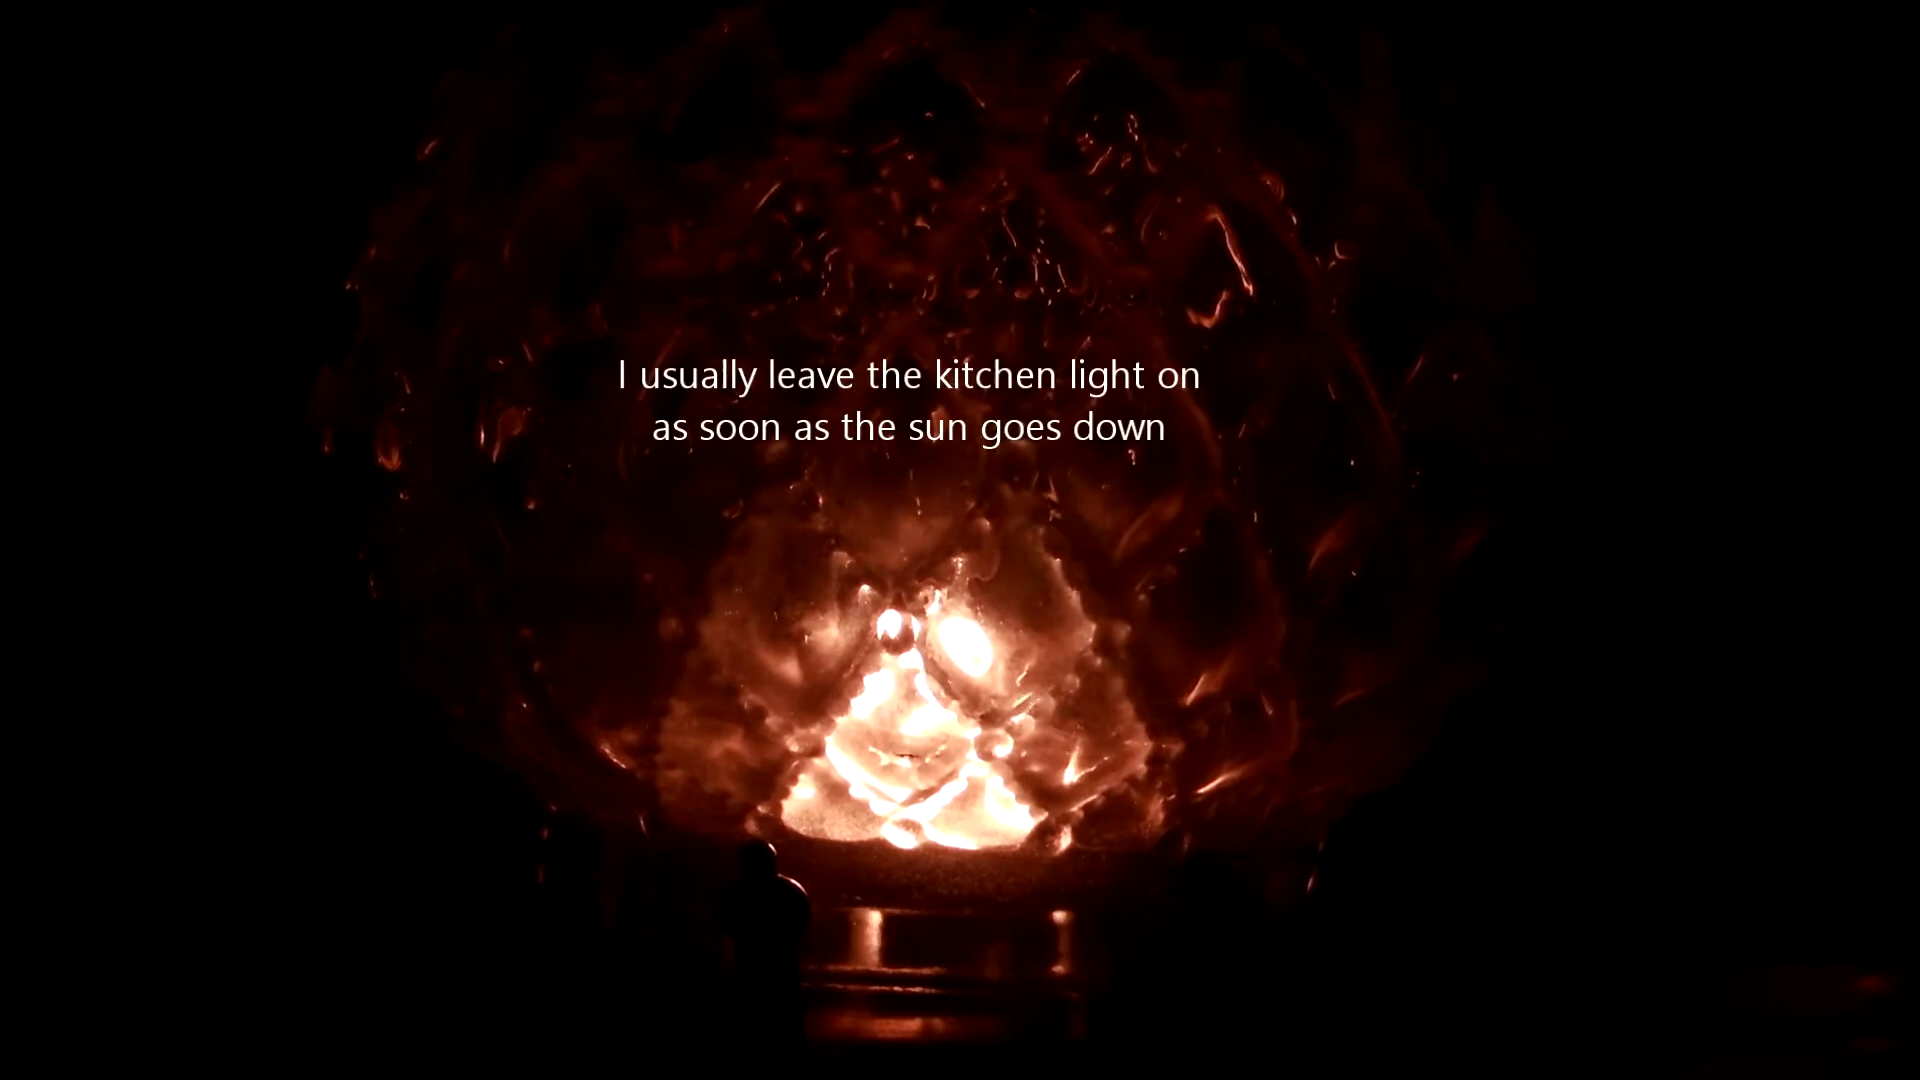 I usually leave the kitchen light on
as soon as the sun goes down